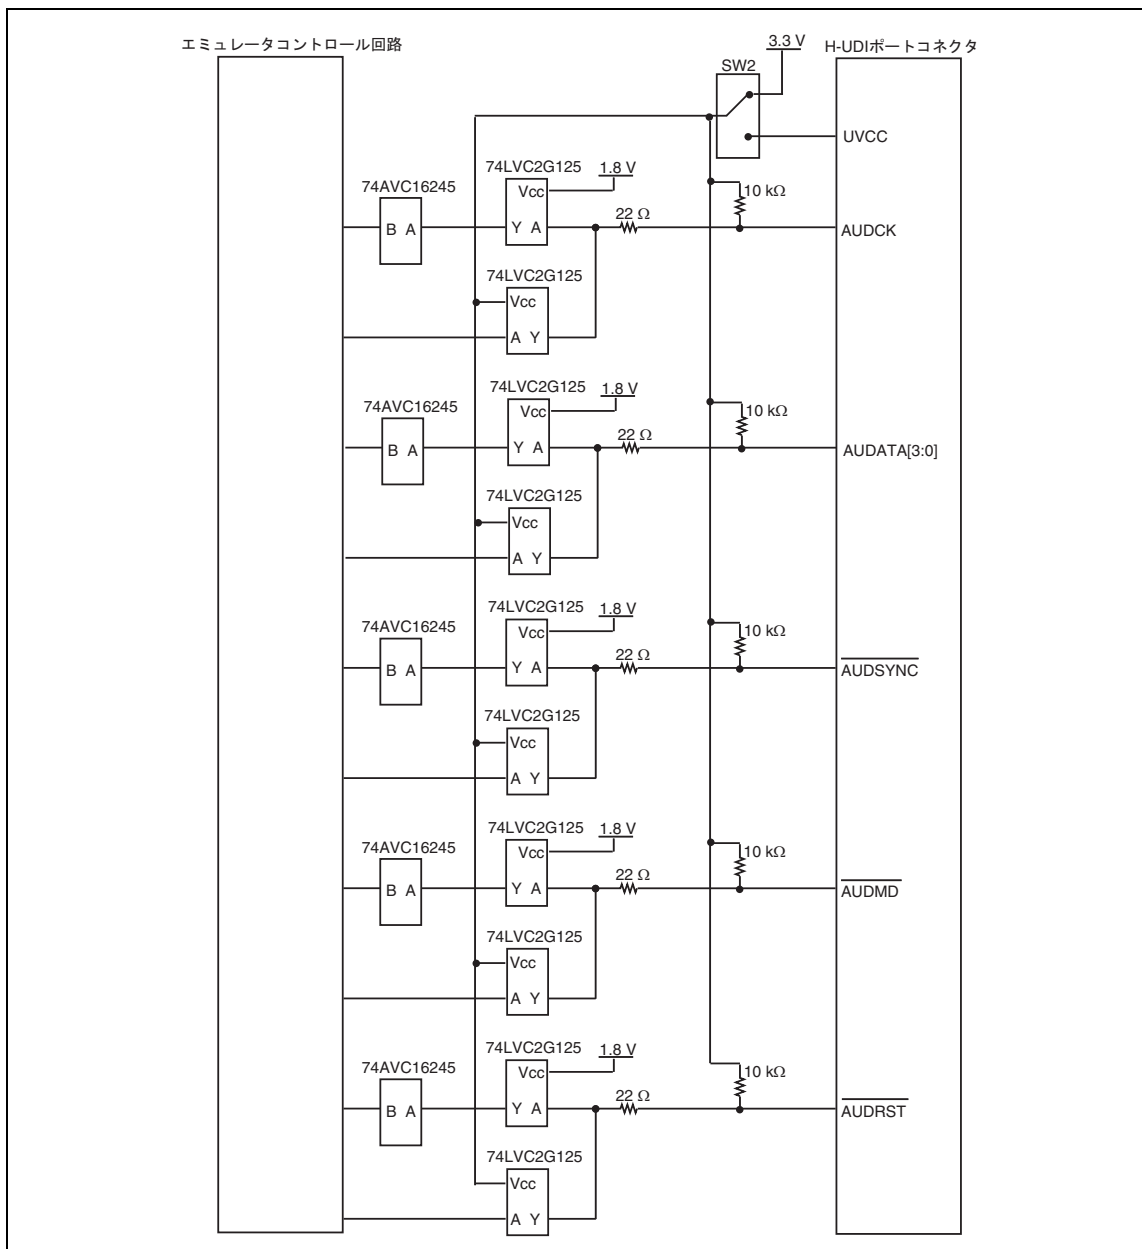 エミュレータコントロール回路
3.3 V
H-UDIポートコネクタ
SW2
UVCC
74LVC2G125
1.8 V
74AVC16245
Vcc
10 kΩ
B A
Y A
22 Ω
AUDCK
74LVC2G125
Vcc
A Y
74LVC2G125
1.8 V
74AVC16245
Vcc
10 kΩ
B A
Y A
22 Ω
AUDATA[3:0]
74LVC2G125
Vcc
A Y
74LVC2G125
1.8 V
74AVC16245
Vcc
10 kΩ
B A
Y A
22 Ω
AUDSYNC
74LVC2G125
Vcc
A Y
74LVC2G125
1.8 V
74AVC16245
Vcc
10 kΩ
B A
Y A
22 Ω
AUDMD
74LVC2G125
Vcc
A Y
74LVC2G125
1.8 V
74AVC16245
Vcc
10 kΩ
B A
Y A
22 Ω
AUDRST
74LVC2G125
Vcc
A Y